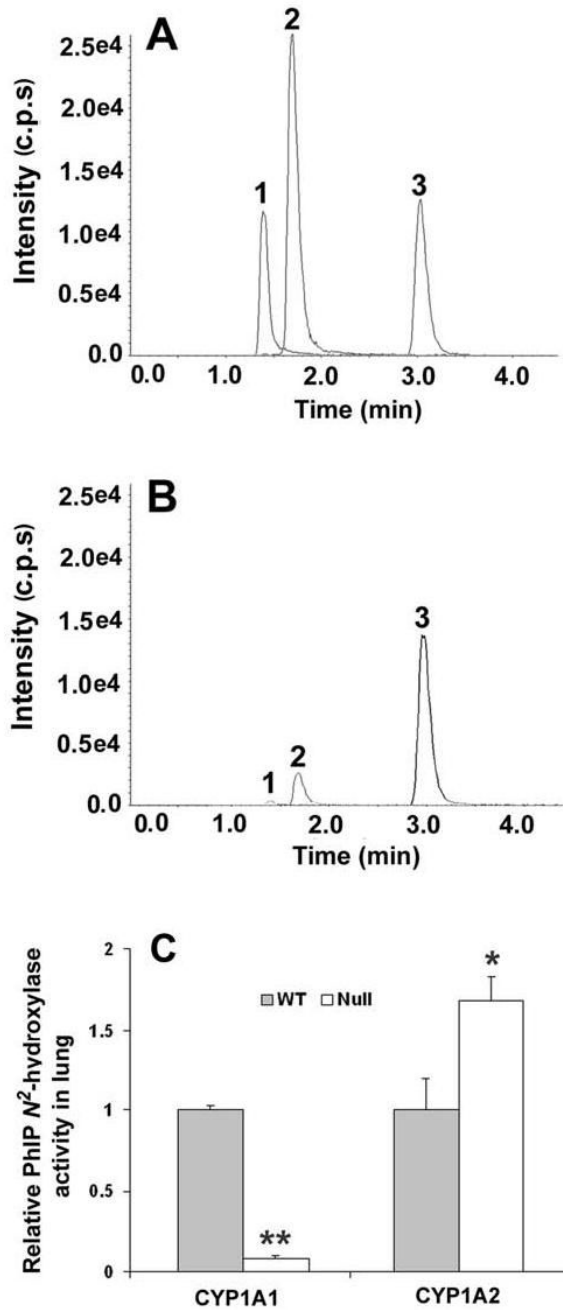 A
Intensity (c.p.s)
2.5e4
2.0e4
1.5e4
1.0e4
0.5e4
0.0
1
2
3
0.0 1.0 2.0 3.0 4.0
Time (min)
B
Intensity (c.p.s)
2.5e4
2.0e4
1.5e4
1.0e4
0.5e4
0.0
1
2
3
0.0 1.0 2.0 3.0 4.0
Time (min)
C
Relative PhIP N²-hydroxylase
activity in lung
2
1.5
1
0.5
0
WT Null
**
*
CYP1A1 CYP1A2